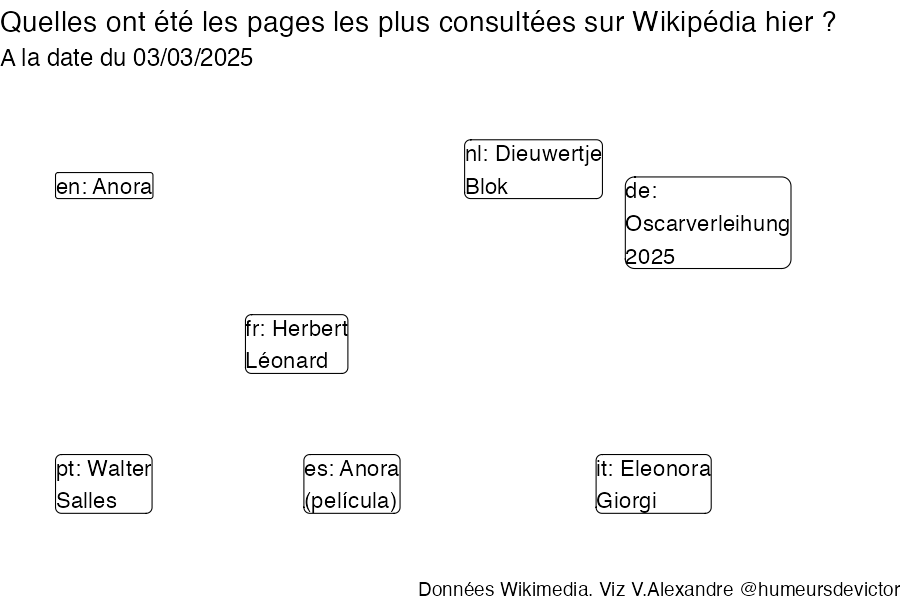 Quelles ont été les pages les plus consultées sur Wikipédia hier ?
A la date du 03/03/2025
en: Anora
nl: Dieuwertje
Blok
de:
Oscarverleihung
2025
fr: Herbert
Léonard
pt: Walter
Salles
es: Anora
(película)
it: Eleonora
Giorgi
Données Wikimedia. Viz V.Alexandre @humeursdevictor